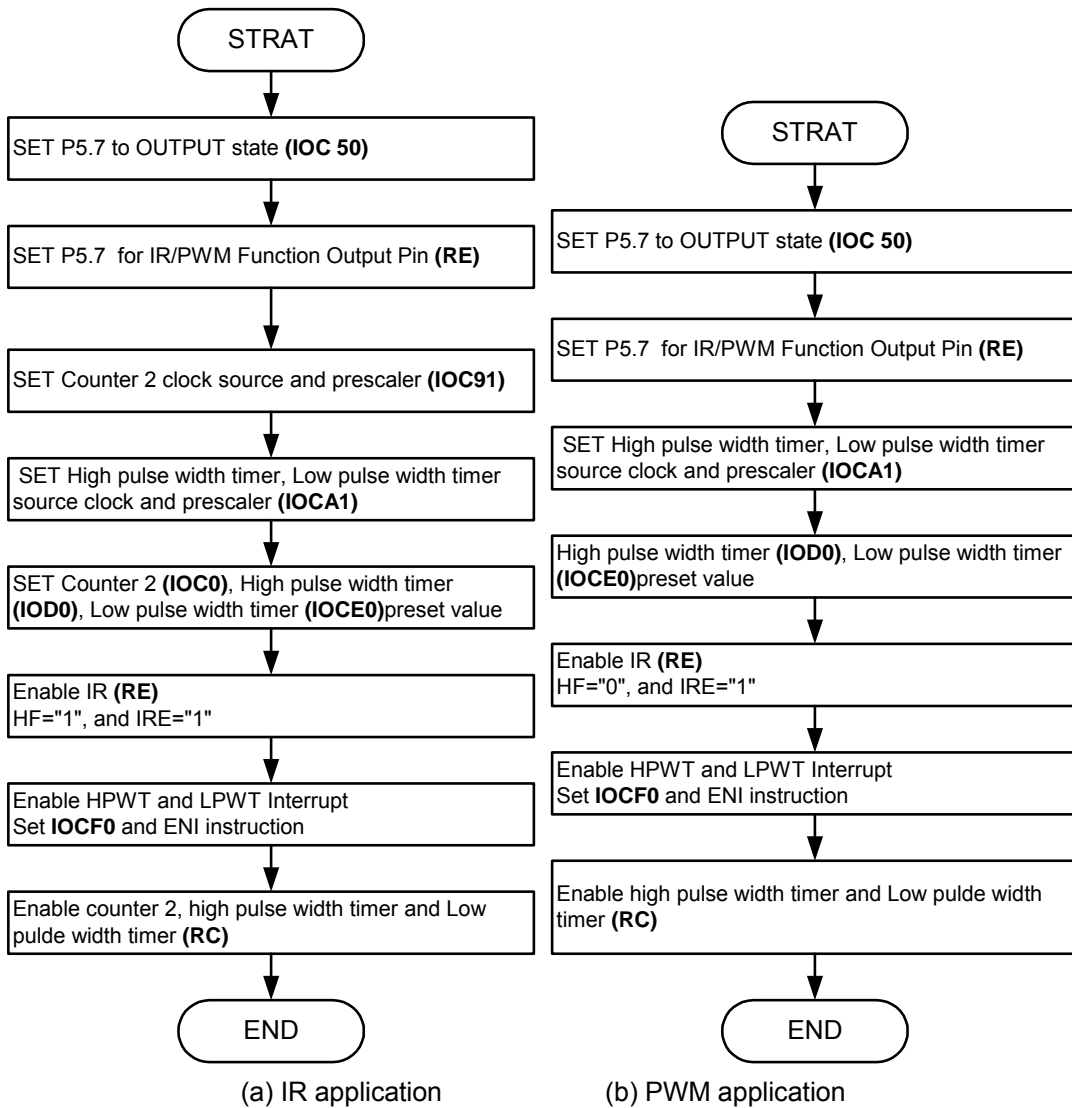 STRAT
SET P5.7 to OUTPUT state (IOC 50)
SET P5.7  for IR/PWM Function Output Pin (RE)
SET Counter 2 clock source and prescaler (IOC91)
SET High pulse width timer, Low pulse width timer
source clock and prescaler (IOCA1)
SET Counter 2 (IOC0), High pulse width timer
(IOD0), Low pulse width timer (IOCE0)preset value
Enable IR (RE)
HF="1", and IRE="1"
Enable HPWT and LPWT Interrupt
Set IOCF0 and ENI instruction
Enable counter 2, high pulse width timer and Low
pulde width timer (RC)
END
(a) IR application
STRAT
SET P5.7 to OUTPUT state (IOC 50)
SET P5.7  for IR/PWM Function Output Pin (RE)
SET High pulse width timer, Low pulse width timer
source clock and prescaler (IOCA1)
High pulse width timer (IOD0), Low pulse width timer
(IOCE0)preset value
Enable IR (RE)
HF="0", and IRE="1"
Enable HPWT and LPWT Interrupt
Set IOCF0 and ENI instruction
Enable high pulse width timer and Low pulde width
timer (RC)
END
(b) PWM application